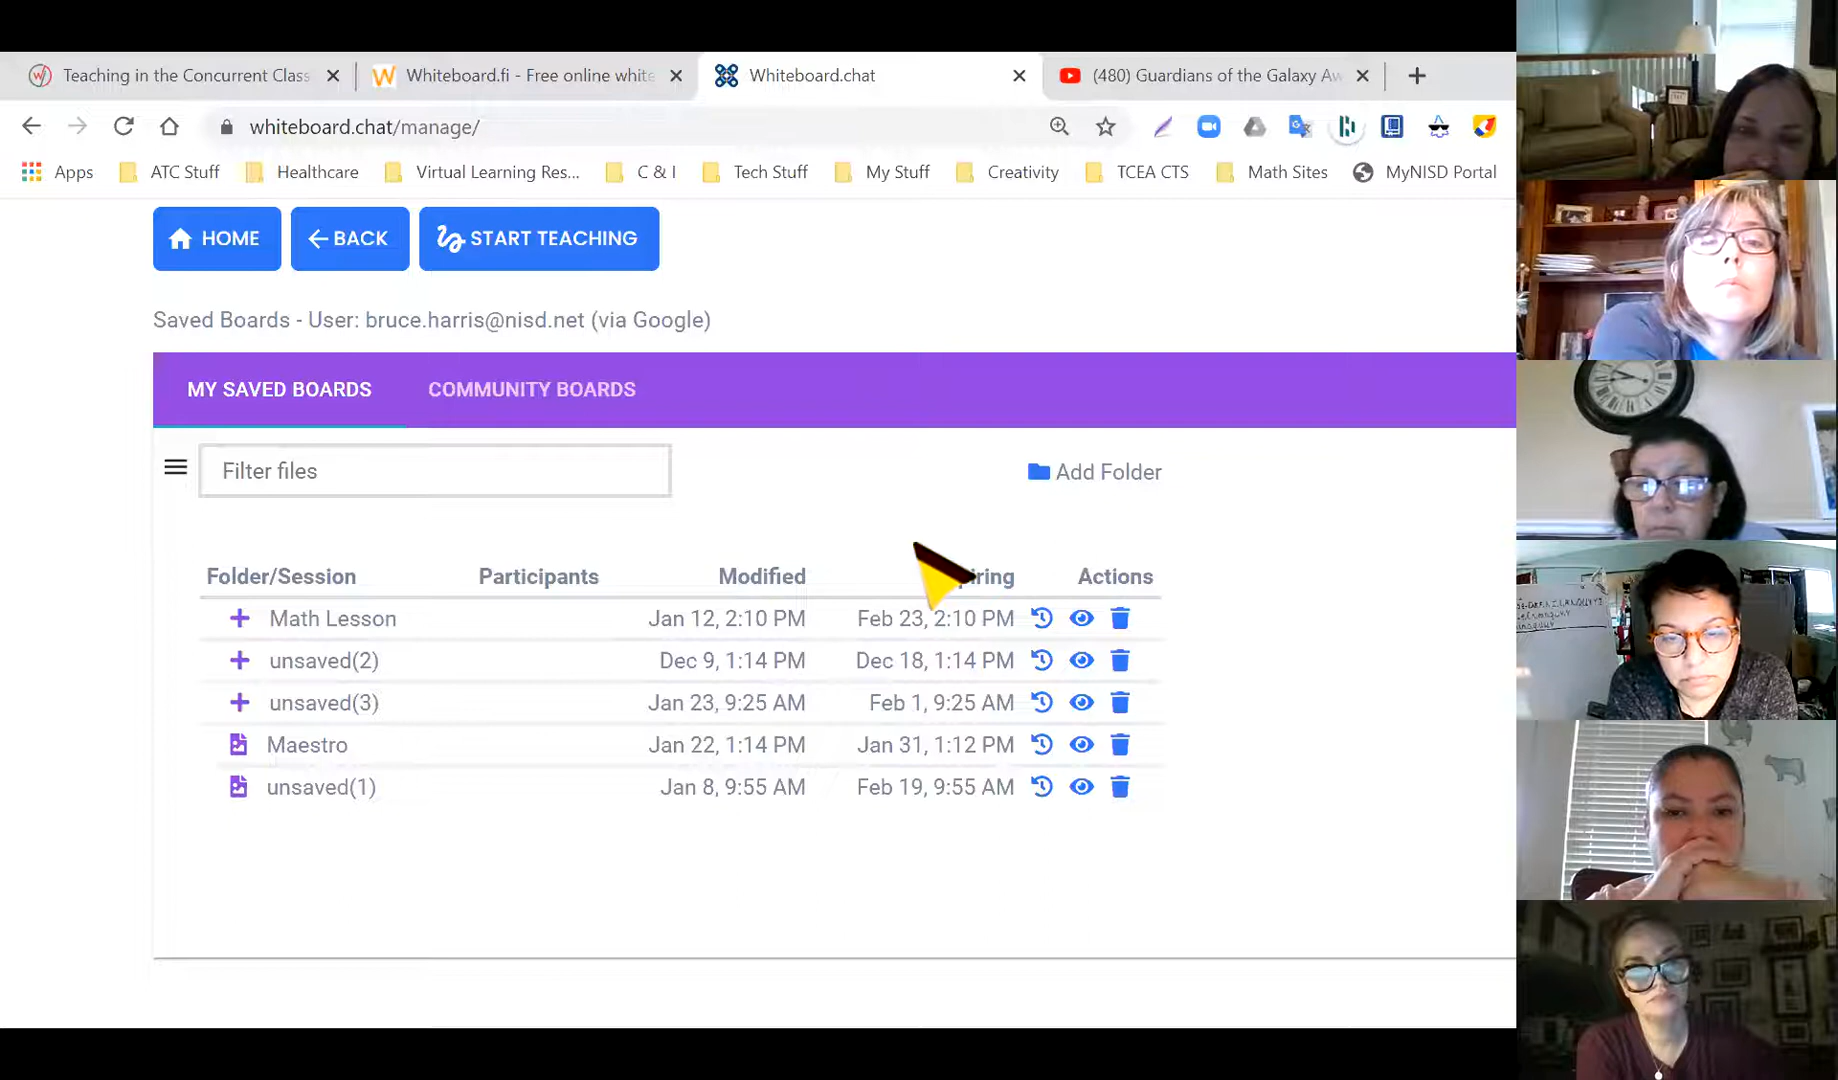 Teaching in the Concurrent Class
Whiteboard.fi - Free online white
Whiteboard.chat
(480) Guardians of the Galaxy Aw
whiteboard.chat/manage/
Apps
ATC Stuff
Healthcare
Virtual Learning Res...
C & I
Tech Stuff
My Stuff
Creativity
TCEA CTS
Math Sites
MyNISD Portal
HOME
BACK
START TEACHING
Saved Boards - User: bruce.harris@nisd.net (via Google)
MY SAVED BOARDS
COMMUNITY BOARDS
Filter files
Add Folder
Folder/Session Participants Modified piring Actions
Math Lesson Jan 12, 2:10 PM Feb 23, 2:10 PM
unsaved(2) Dec 9, 1:14 PM Dec 18, 1:14 PM
unsaved(3) Jan 23, 9:25 AM Feb 1, 9:25 AM
Maestro Jan 22, 1:14 PM Jan 31, 1:12 PM
unsaved(1) Jan 8, 9:55 AM Feb 19, 9:55 AM